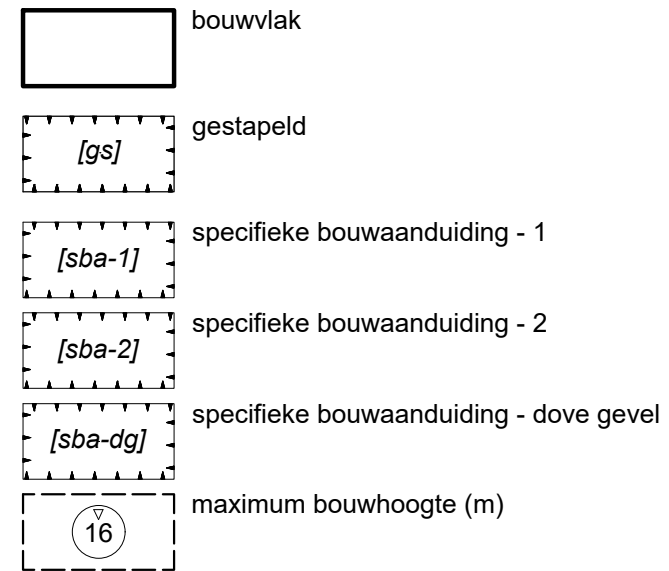 bouwvlak
[gs] gestapeld
[sba-1] specifieke bouwaanduiding - 1
[sba-2] specifieke bouwaanduiding - 2
[sba-dg] specifieke bouwaanduiding - dove gevel
16 maximum bouwhoogte (m)